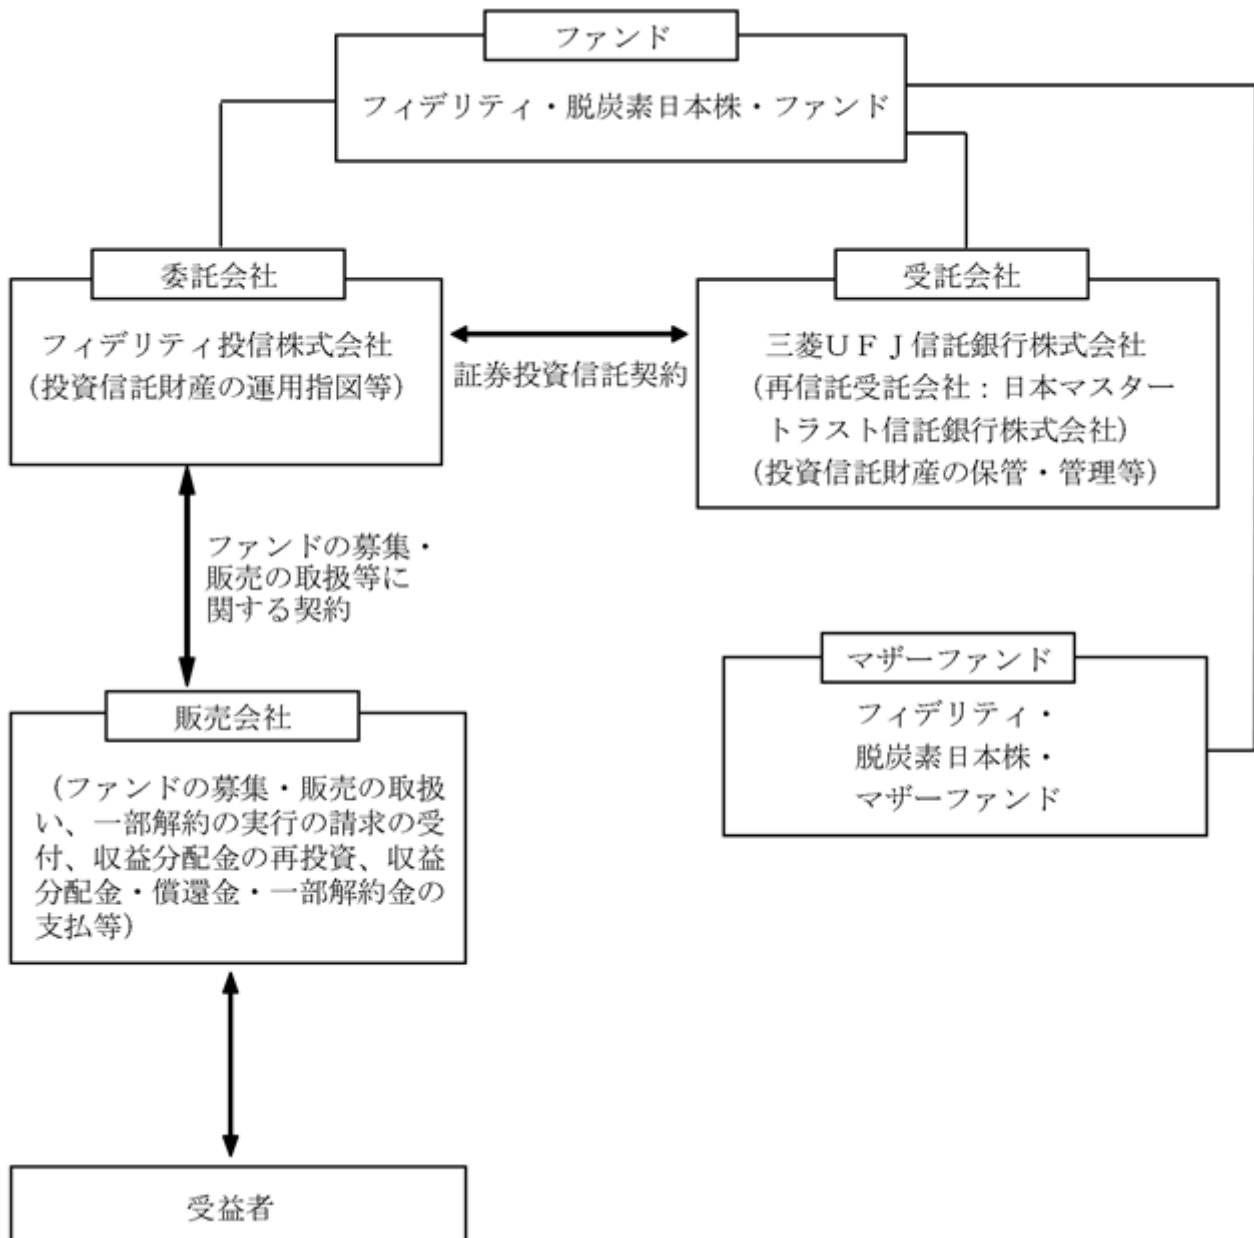 ファンド
フィデリティ・脱炭素日本株・ファンド
委託会社
フィデリティ投信株式会社
(投資信託財産の運用指図等)
証券投資信託契約
受託会社
三菱UFJ信託銀行株式会社
(再信託受託会社:日本マスター
トラスト信託銀行株式会社)
(投資信託財産の保管・管理等)
ファンドの募集・
販売の取扱等に
関する契約
マザーファンド
フィデリティ・
脱炭素日本株・
マザーファンド
販売会社
(ファンドの募集・販売の取扱
い、一部解約の実行の請求の受
付、収益分配金の再投資、収益
分配金・償還金・一部解約金の
支払等)
受益者